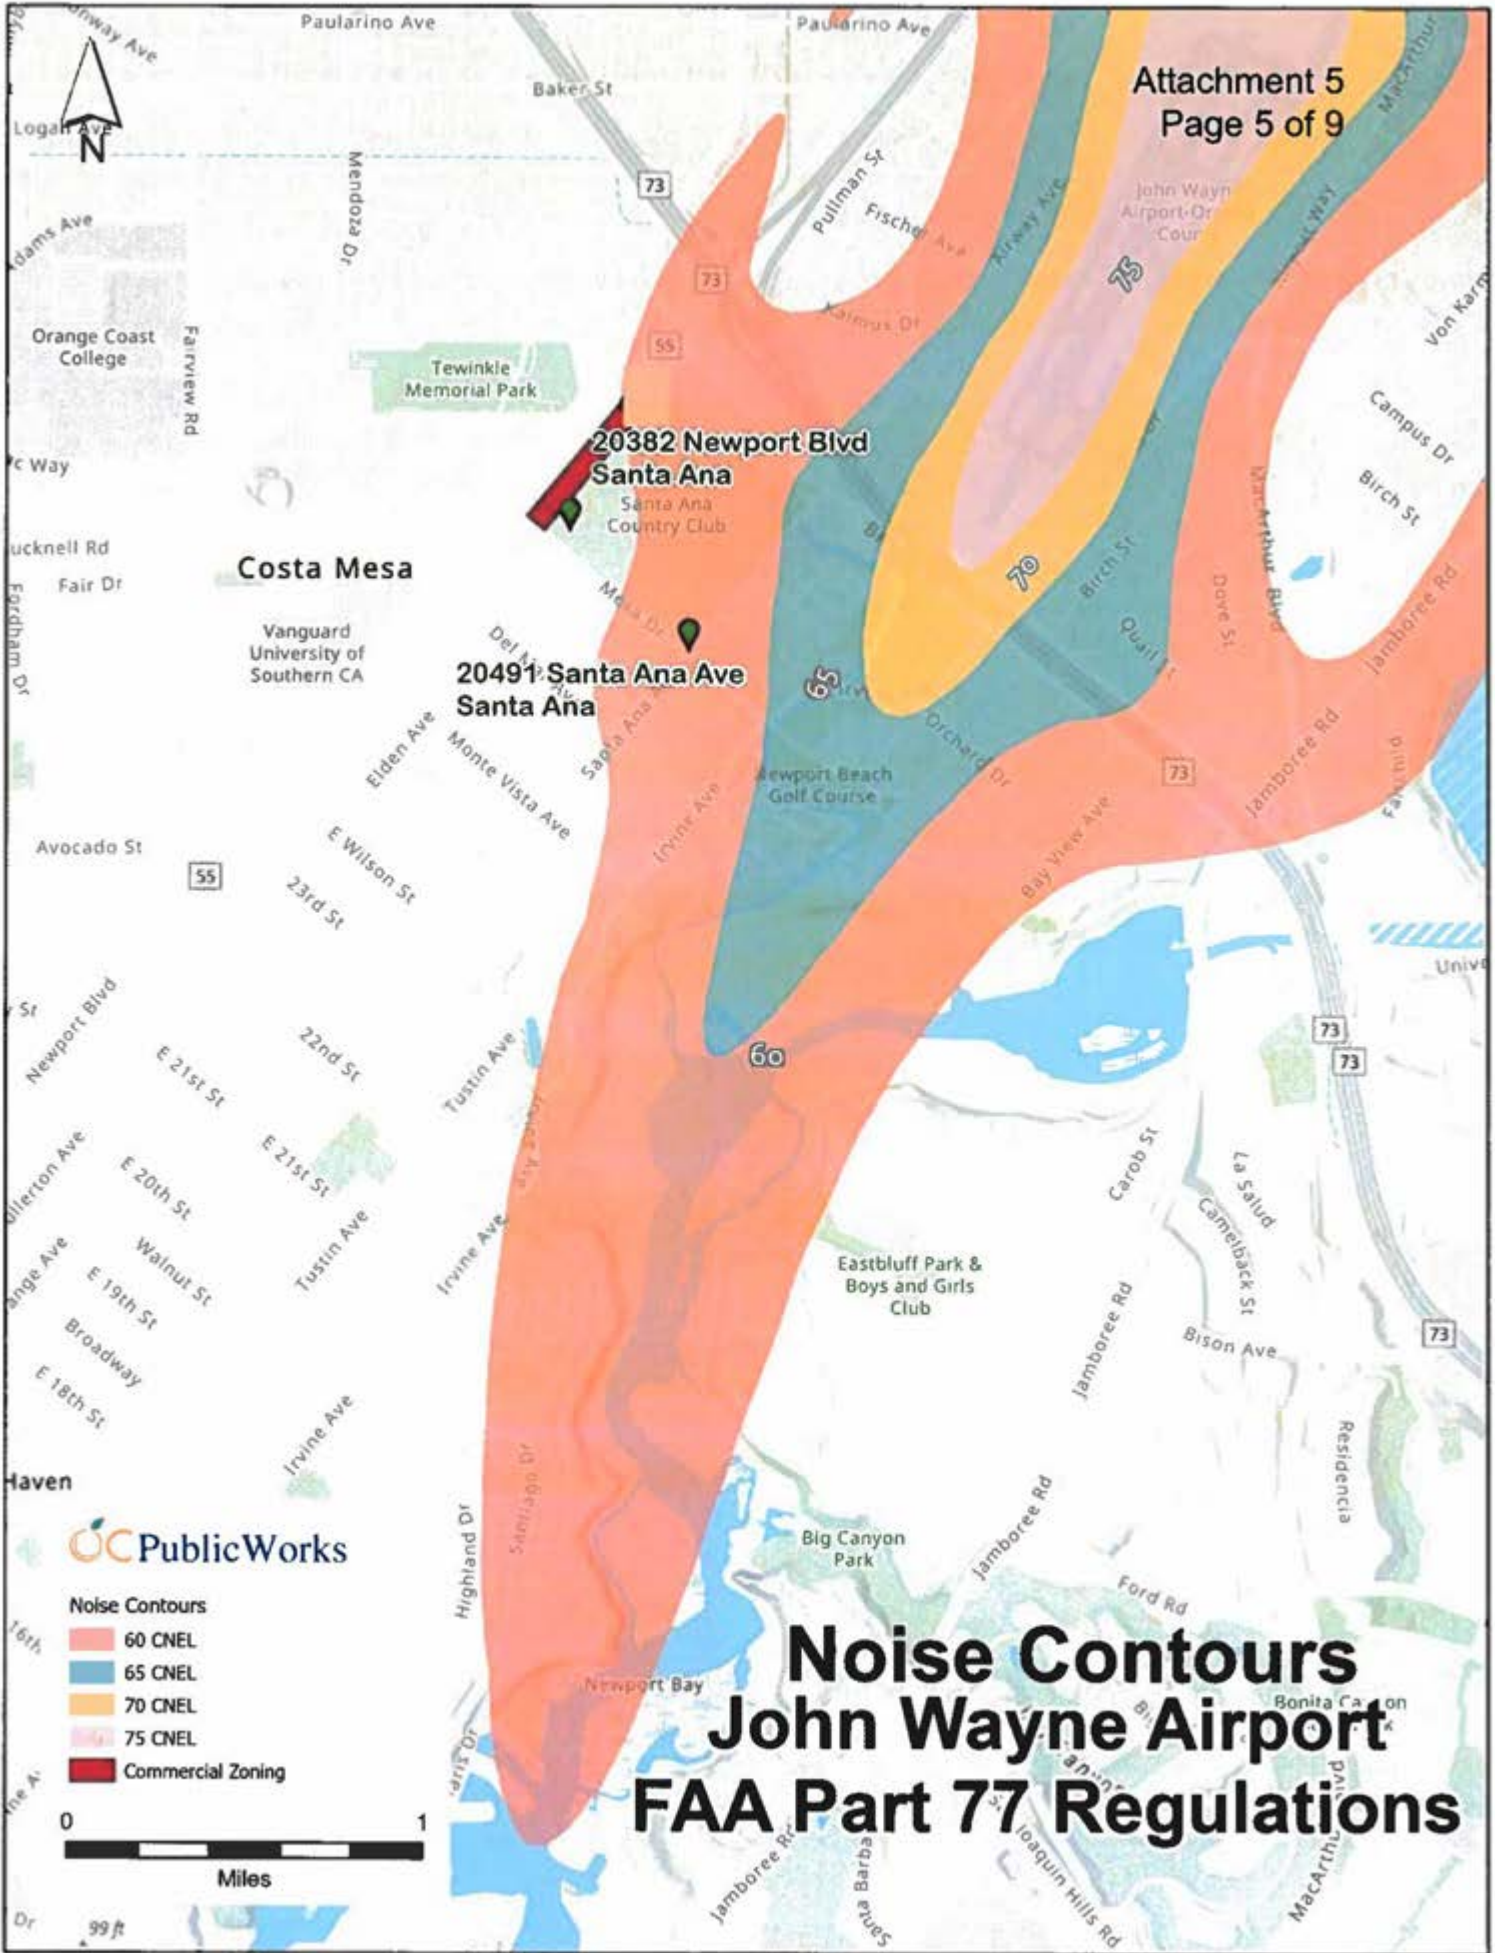 Paularino Ave
Paularino Ave
Baker St
Attachment 5
Page 5 of 9
MacArthur
Logan Ave
N
Mendoza Dr
73
Pullman St
Fischer Ave
Airway Ave
John Wayn
Airport-Or
Coun
75
73
Kalmus Dr
Von Karm
Orange Coast
College
Fairview Rd
55
Tewinkle
Memorial Park
Campus Dr
20382 Newport Blvd
Santa Ana
Santa Ana
Country Club
Birch St
MacArthur Blvd
ucknell Rd
Fair Dr
Costa Mesa
Fordham Dr
Mesa Dr
70
Birch St
Dove St
Jamboree Rd
Vanguard
University of
Southern CA
Del Mar Ave
Quail St
20491 Santa Ana Ave
Santa Ana
65
Santa Ana
Elden Ave
Monte Vista Ave
Orchard Dr
Jamboree Rd
73
Newport Beach
Golf Course
Irvine Ave
Bay View Ave
Avocado St
55
E Wilson St
23rd St
Newport Blvd
E 21st St
22nd St
Tustin Ave
60
73
73
E 20th St
E 21st St
Carob St
La Salud
Camelback St
Walnut St
E 19th St
Tustin Ave
Irvine Ave
Eastbluff Park &
Boys and Girls
Club
Jamboree Rd
Bison Ave
73
Broadway
E 18th St
Irvine Ave
Residencia
Haven
Santiago Dr
Highland Dr
Big Canyon
Park
Jamboree Rd
Ford Rd
OC Public Works
Noise Contours
60 CNEL
65 CNEL
70 CNEL
75 CNEL
Commercial Zoning
16th
Newport Bay
Noise Contours
John Wayne Airport
FAA Part 77 Regulations
0 1
Miles
Jamboree Rd
Santa Barba
Joaquin Hills Rd
MacArthu
Dr
99 ft